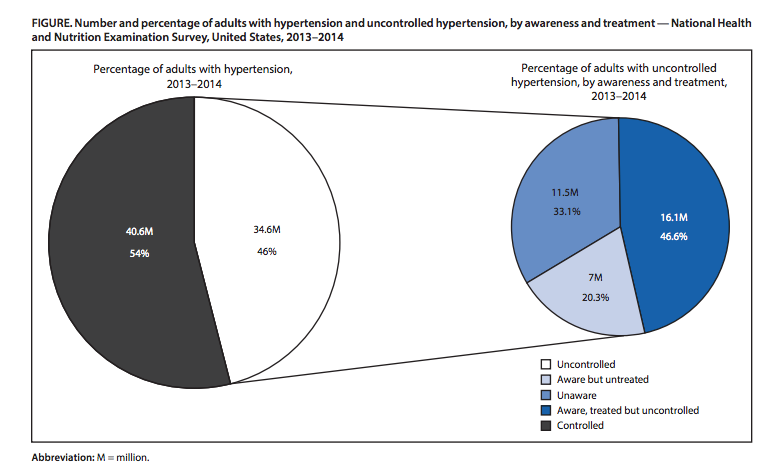 FIGURE. Number and percentage of adults with hypertension and uncontrolled hypertension, by awareness and treatment — National Health
and Nutrition Examination Survey, United States, 2013–2014
Percentage of adults with hypertension,
2013–2014
Percentage of adults with uncontrolled
hypertension, by awareness and treatment,
2013–2014
40.6M
54%
34.6M
46%
11.5M
33.1%
16.1M
46.6%
7M
20.3%
Uncontrolled
Aware but untreated
Unaware
Aware, treated but uncontrolled
Controlled
Abbreviation: M = million.